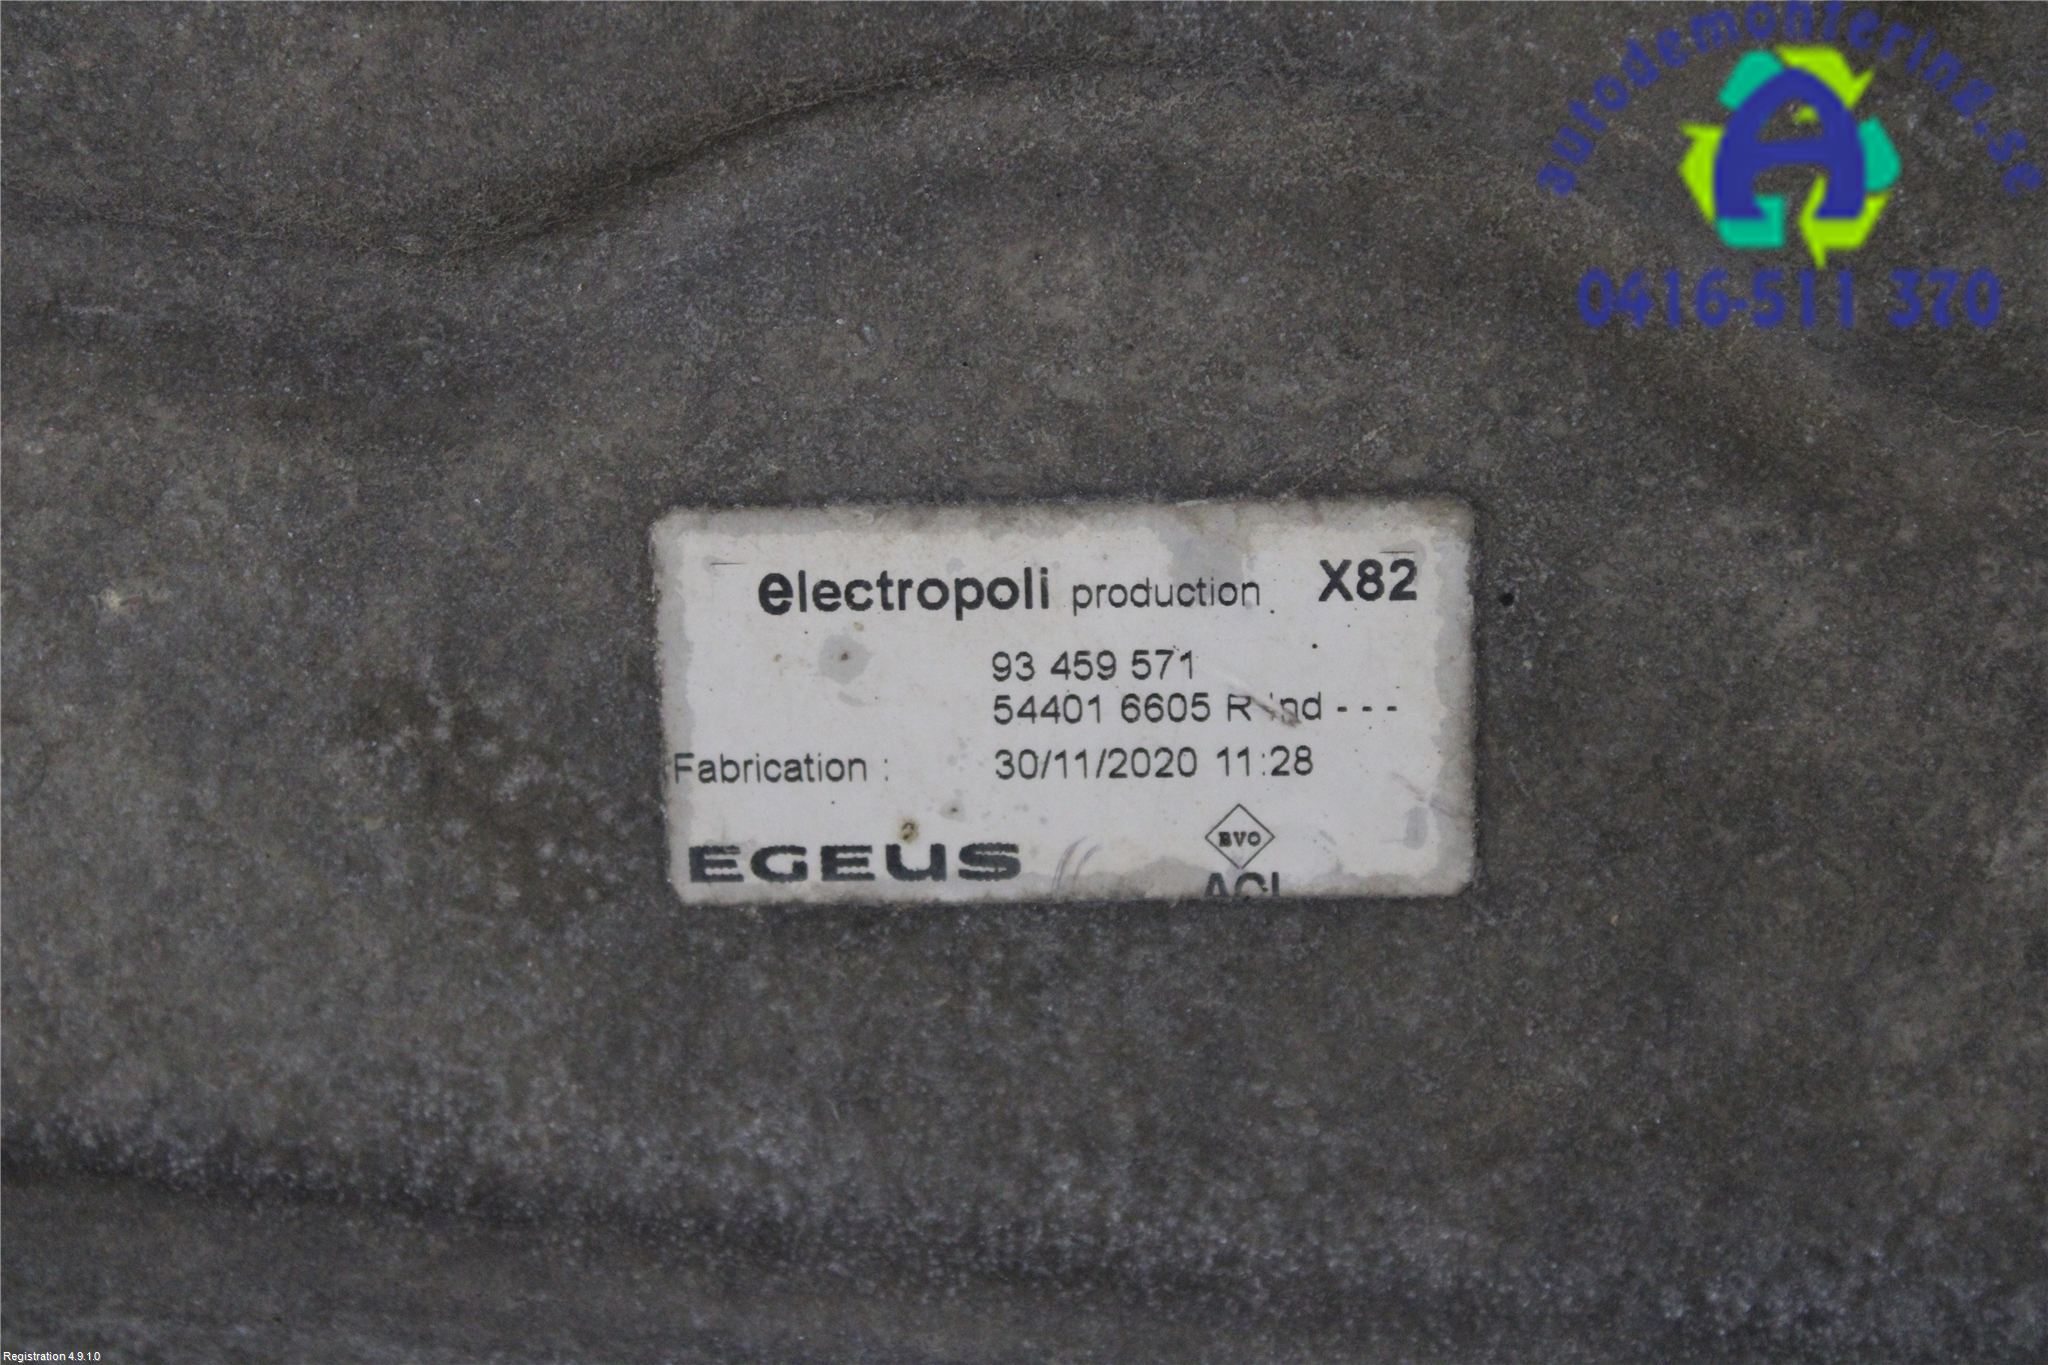 autodemontering.se
A
0416-511 370
electropoli production X82
93 459 571
54401 6605 R Ind - - -
Fabrication : 30/11/2020 11:28
EGEUS
BVO
Registration 4.9.1.0